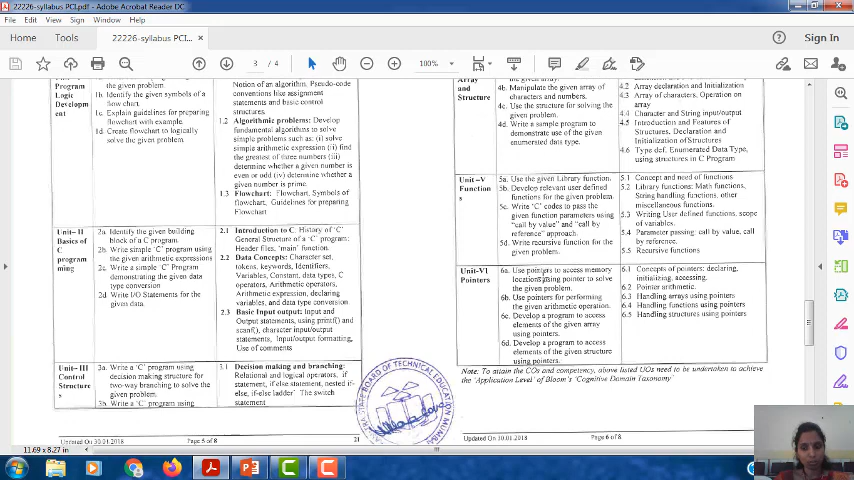 22226-syllabus PCI.pdf - Adobe Acrobat Reader DC
File Edit View Sign Window Help
Home Tools 22226-syllabus PCI... × Sign In
3 / 4 100%
Program
Logic
Developm
ent
the given problem.
1b. Identify the given symbols of a
flow chart.
1c. Explain guidelines for preparing
flowchart with example.
1d. Create flowchart to logically
solve the given problem.
Notion of an algorithm. Pseudo-code
conventions like assignment
statements and basic control
structures.
1.2 Algorithmic problems: Develop
fundamental algorithms to solve
simple problems such as: (i) solve
simple arithmetic expression (ii) find
the greatest of three numbers (iii)
determine whether a given number is
even or odd (iv) determine whether a
given number is prime.
1.3 Flowchart: Flowchart, Symbols of
flowchart, Guidelines for preparing
Flowchart
Unit– II
Basics of
C
program
ming
2a. Identify the given building
block of a C program.
2b. Write simple 'C' program using
the given arithmetic expressions
2c. Write a simple 'C' Program
demonstrating the given data
type conversion
2d. Write I/O Statements for the
given data.
2.1 Introduction to C: History of 'C'
General Structure of a 'C' program:
Header files, 'main' function.
2.2 Data Concepts: Character set,
tokens, keywords, Identifiers,
Variables, Constant, data types, C
operators, Arithmetic operators,
Arithmetic expression, declaring
variables, and data type conversion
2.3 Basic Input output: Input and
Output statements, using printf() and
scanf(), character input/output
statements, Input/output formatting,
Use of comments
Unit– III
Control
Structure
s
3a. Write a 'C' program using
decision making structure for
two-way branching to solve the
given problem.
3b. Write a 'C' program using
3.1 Decision making and branching:
Relational and logical operators, if
statement, if else statement, nested if-
else, if-else ladder The switch
statement
Updated On 30.01.2018 Page 5 of 8 21
Array
and
Structure
the given array.
4b. Manipulate the given array of
characters and numbers.
4c. Use the structure for solving the
given problem.
4d. Write a sample program to
demonstrate use of the given
enumerated data type.
4.2 Array declaration and Initialization
4.3 Array of characters, Operation on
array
4.4 Character and String input/output
4.5 Introduction and Features of
Structures, Declaration and
Initialization of Structures
4.6 Type def, Enumerated Data Type,
using structures in C Program
Unit–V
Function
s
5a. Use the given Library function.
5b. Develop relevant user defined
functions for the given problem.
5c. Write 'C' codes to pass the
given function parameters using
"call by value" and "call by
reference" approach.
5d. Write recursive function for the
given problem.
5.1 Concept and need of functions
5.2 Library functions: Math functions,
String handling functions, other
miscellaneous functions.
5.3 Writing User defined functions, scope
of variables.
5.4 Parameter passing: call by value, call
by reference.
5.5 Recursive functions
Unit-VI
Pointers
6a. Use pointers to access memory
locations using pointer to solve
the given problem.
6b. Use pointers for performing
the given arithmetic operation.
6c. Develop a program to access
elements of the given array
using pointers.
6d. Develop a program to access
elements of the given structure
using pointers.
6.1 Concepts of pointers: declaring,
initializing, accessing.
6.2 Pointer arithmetic.
6.3 Handling arrays using pointers
6.4 Handling functions using pointers
6.5 Handling structures using pointers
Note: To attain the COs and competency, above listed UOs need to be undertaken to achieve
the 'Application Level' of Bloom's 'Cognitive Domain Taxonomy'
Updated On 30.01.2018 Page 6 of 8
11.69 x 8.27 in